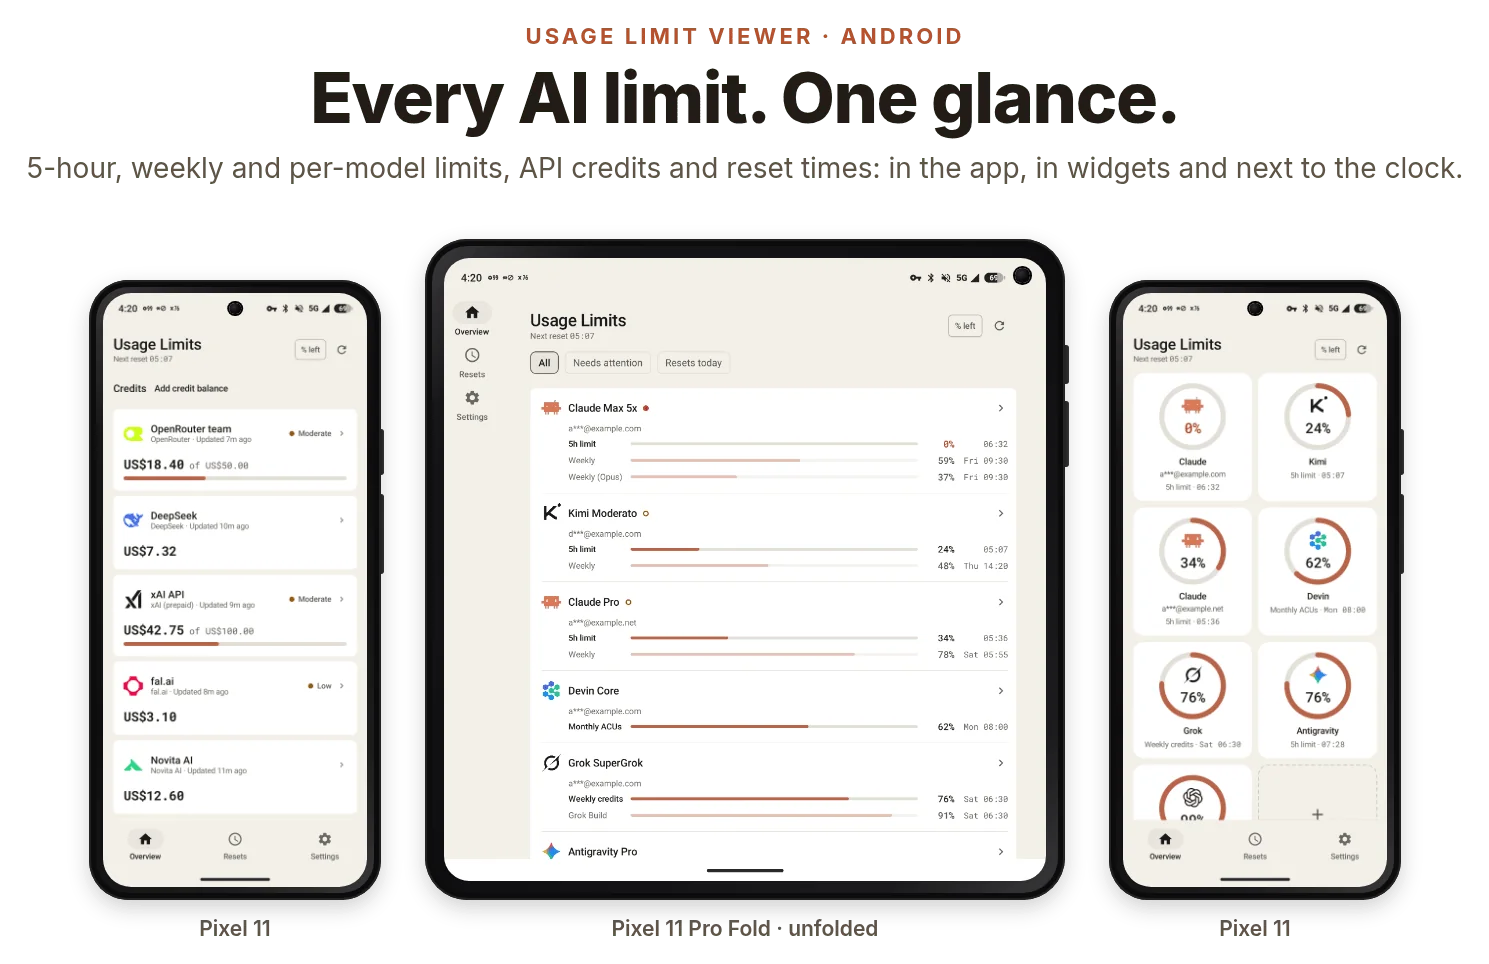 USAGE LIMIT VIEWER · ANDROID
Every AI limit. One glance.
5-hour, weekly and per-model limits, API credits and reset times: in the app, in widgets and next to the clock.
4:20
5G
Usage Limits
Next reset 05:07
% left
Credits Add credit balance
OpenRouter team
OpenRouter · Updated 7m ago
Moderate
US$18.40 of US$50.00
DeepSeek
DeepSeek · Updated 10m ago
US$7.32
xAI API
xAI (prepaid) · Updated 9m ago
Moderate
US$42.75 of US$100.00
fal.ai
fal.ai · Updated 8m ago
Low
US$3.10
Novita AI
Novita AI · Updated 11m ago
US$12.60
Overview Resets Settings
Pixel 11
4:20
5G
Overview
Resets
Settings
Usage Limits
Next reset 05:07
% left
All Needs attention Resets today
Claude Max 5x
a***@example.com
5h limit 0% 06:32
Weekly 59% Fri 09:30
Weekly (Opus) 37% Fri 09:30
Kimi Moderato
d***@example.com
5h limit 24% 05:07
Weekly 48% Thu 14:20
Claude Pro
a***@example.net
5h limit 34% 05:36
Weekly 78% Sat 05:55
Devin Core
a***@example.com
Monthly ACUs 62% Mon 08:00
Grok SuperGrok
a***@example.com
Weekly credits 76% Sat 06:30
Grok Build 91% Sat 06:30
Antigravity Pro
Pixel 11 Pro Fold · unfolded
4:20
5G
Usage Limits
Next reset 05:07
% left
0%
Claude
a***@example.com
5h limit · 06:32
24%
Kimi
5h limit · 05:07
34%
Claude
a***@example.net
5h limit · 05:36
62%
Devin
Monthly ACUs · Mon 08:00
76%
Grok
Weekly credits · Sat 06:30
76%
Antigravity
5h limit · 07:28
Overview Resets Settings
Pixel 11